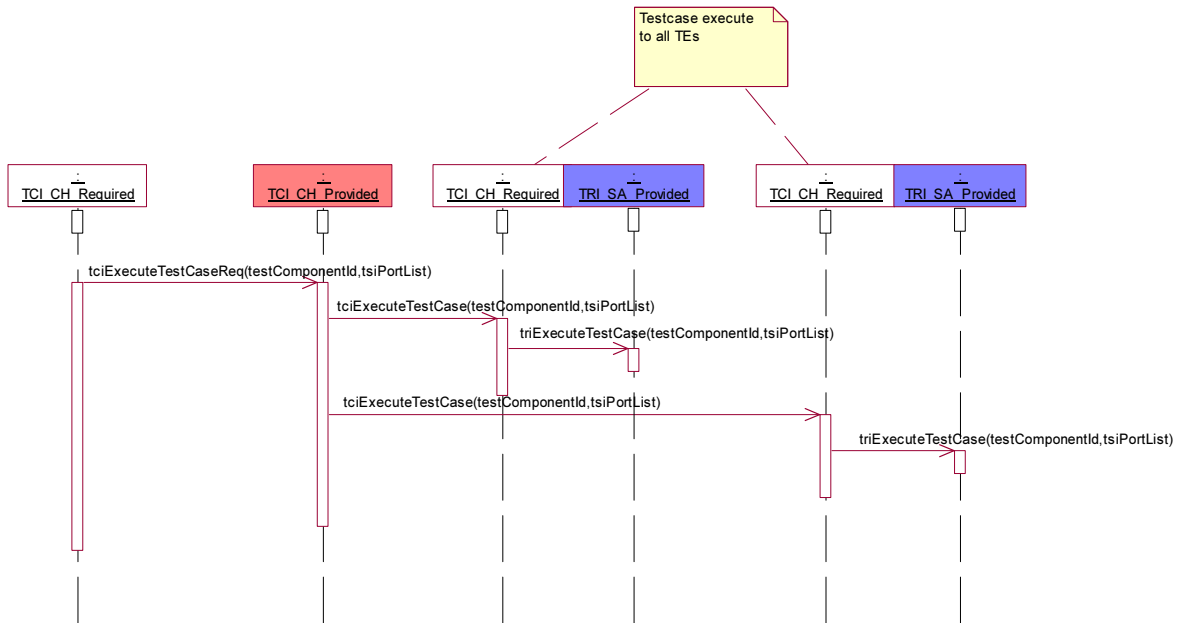 Testcase execute
to all TEs
:
TCI_CH_Required
:
TCI_CH_Provided
:
TCI_CH_Required
:
TRI_SA_Provided
:
TCI_CH_Required
:
TRI_SA_Provided
tciExecuteTestCaseReq(testComponentId,tsiPortList)
tciExecuteTestCase(testComponentId,tsiPortList)
triExecuteTestCase(testComponentId,tsiPortList)
tciExecuteTestCase(testComponentId,tsiPortList)
triExecuteTestCase(testComponentId,tsiPortList)